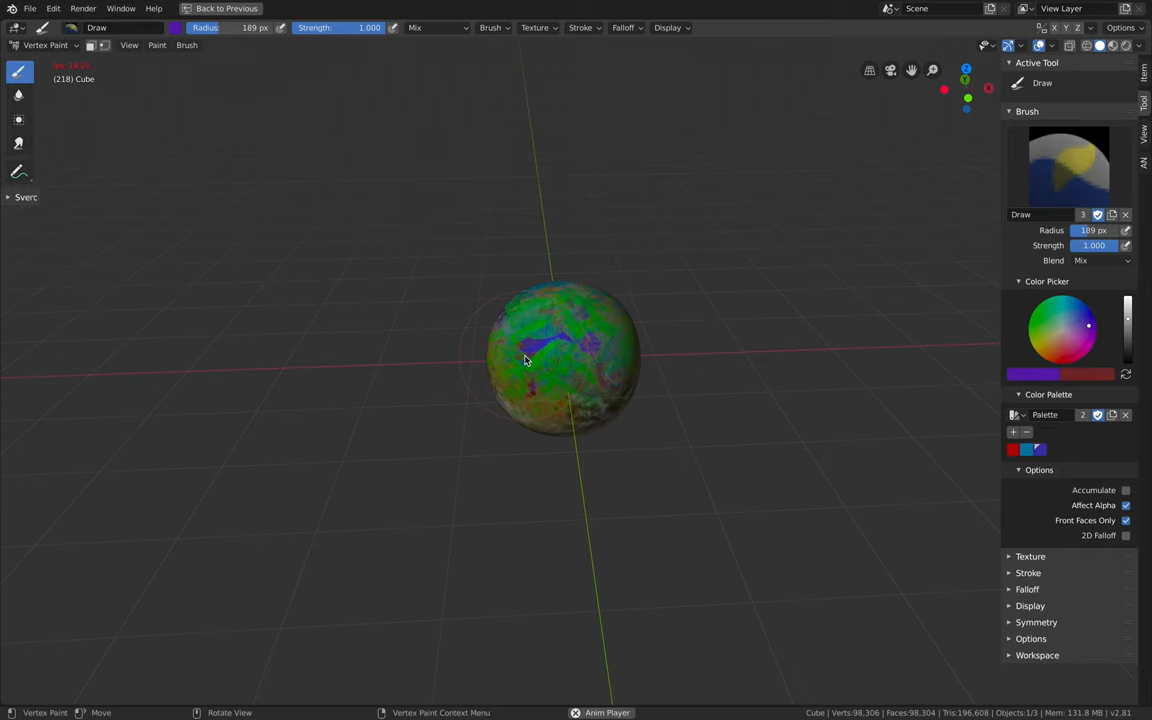 File Edit Render Window Help Back to Previous Scene View Layer
Draw Radius: 189 px Strength: 1.000 Mix Brush Texture Stroke Falloff Display X Y Z Options
Vertex Paint View Paint Brush
(218) Cube
Sverc
Z
Y
X
Active Tool
Draw
Brush
Draw 3
Radius 189 px
Strength 1.000
Blend Mix
Color Picker
Color Palette
Palette 2
Options
Accumulate
Affect Alpha
Front Faces Only
2D Falloff
Texture
Stroke
Falloff
Display
Symmetry
Options
Workspace
Item
Tool
View
AN
Vertex Paint Move Rotate View Vertex Paint Context Menu Anim Player Cube | Verts:98,306 | Faces:98,304 | Tris:196,608 | Objects:1/3 | Mem: 131.8 MB | v2.81